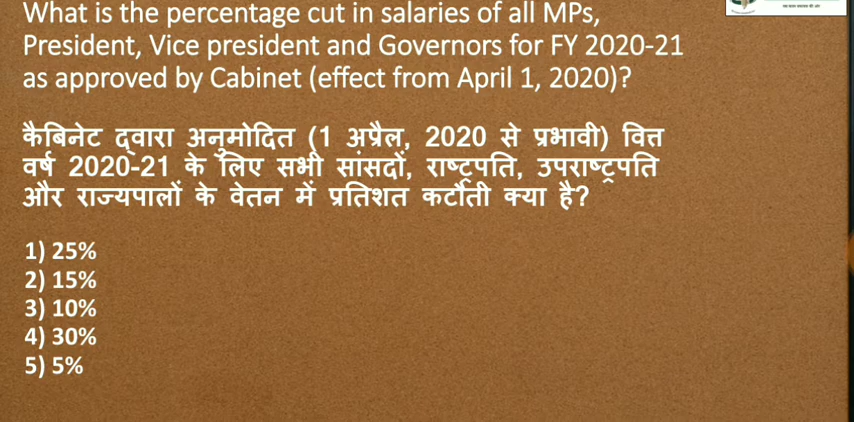 What is the percentage cut in salaries of all MPs,
President, Vice president and Governors for FY 2020-21
as approved by Cabinet (effect from April 1, 2020)?
कैबिनेट द्वारा अनुमोदित (1 अप्रैल, 2020 से प्रभावी) वित्त
वर्ष 2020-21 के लिए सभी सांसदों, राष्ट्रपति, उपराष्ट्रपति
और राज्यपालों के वेतन में प्रतिशत कटौती क्या है?
1) 25%
2) 15%
3) 10%
4) 30%
5) 5%